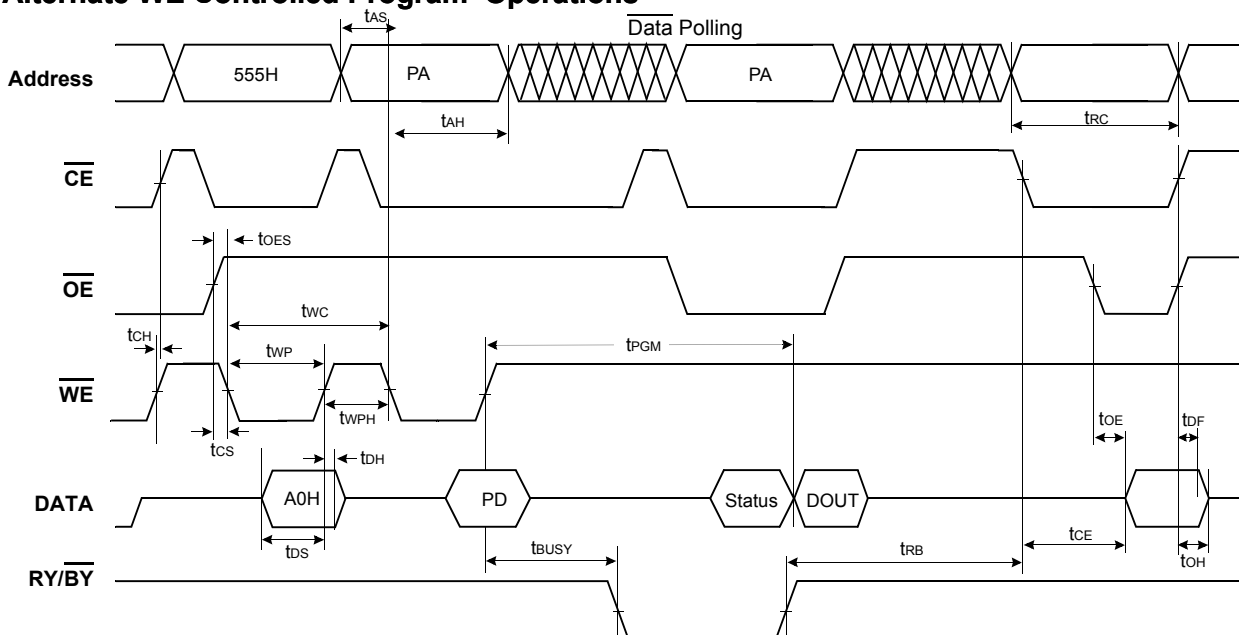 Alternate WE Controlled Program Operations
tAS
Data Polling
Address
555H
PA
PA
tAH
tRC
CE
tOES
OE
tWC
tCH
tWP
tPGM
WE
tWPH
tOE
tDF
tCS
tDH
DATA
A0H
PD
Status
DOUT
tDS
tBUSY
tRB
tCE
tOH
RY/BY